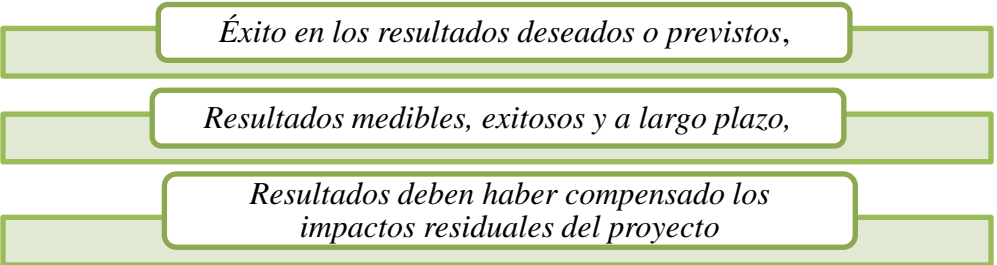 Éxito en los resultados deseados o previstos,
Resultados medibles, exitosos y a largo plazo,
Resultados deben haber compensado los
impactos residuales del proyecto